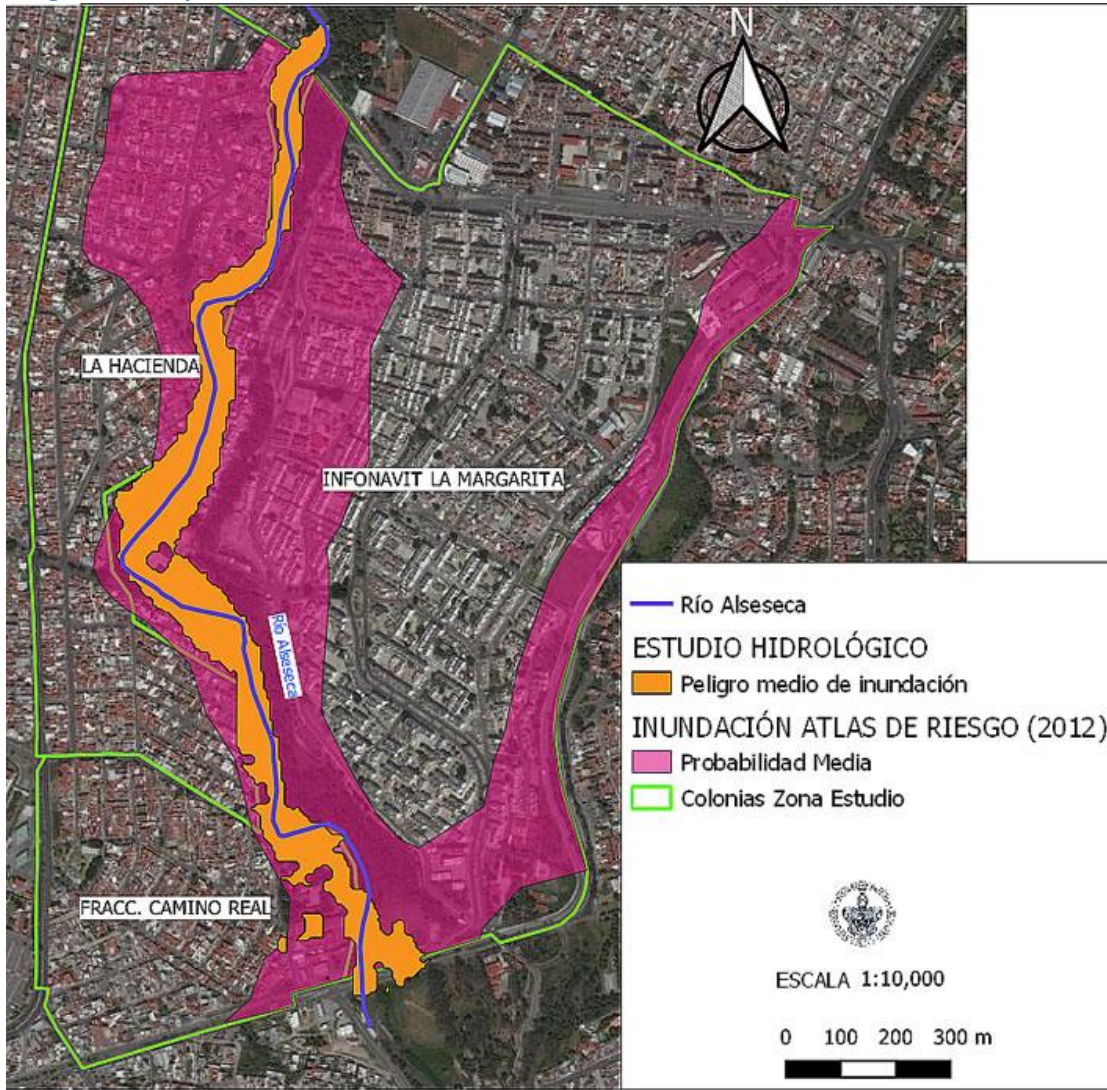 N
LA HACIENDA
INFONAVIT LA MARGARITA
Río Alseseca
FRACC. CAMINO REAL
Río Alseseca
ESTUDIO HIDROLÓGICO
Peligro medio de inundación
INUNDACIÓN ATLAS DE RIESGO (2012)
Probabilidad Media
Colonias Zona Estudio
ESCALA 1:10,000
0 100 200 300 m